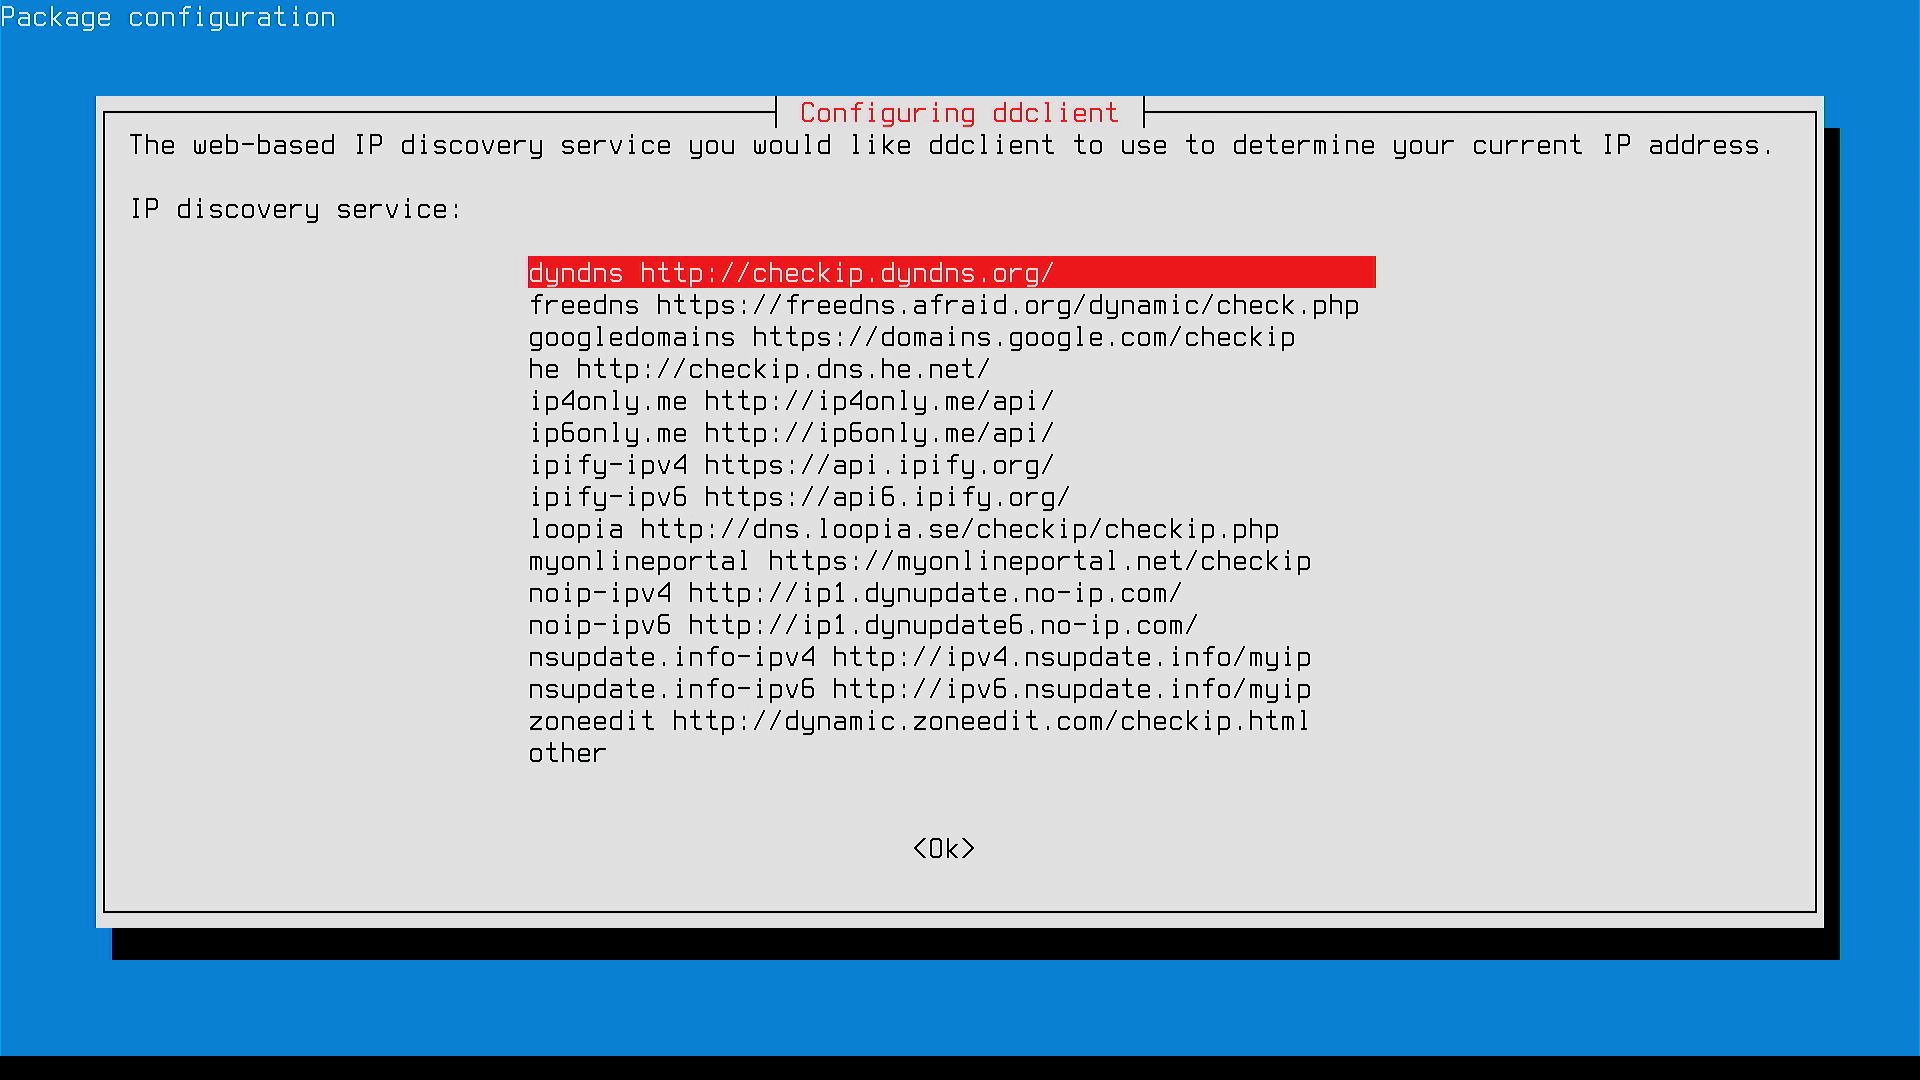 Package configuration
Configuring ddclient
The web-based IP discovery service you would like ddclient to use to determine your current IP address.
IP discovery service:
dyndns http://checkip.dyndns.org/
freedns https://freedns.afraid.org/dynamic/check.php
googledomains https://domains.google.com/checkip
he http://checkip.dns.he.net/
ip4only.me http://ip4only.me/api/
ip6only.me http://ip6only.me/api/
ipify-ipv4 https://api.ipify.org/
ipify-ipv6 https://api6.ipify.org/
loopia http://dns.loopia.se/checkip/checkip.php
myonlineportal https://myonlineportal.net/checkip
noip-ipv4 http://ip1.dynupdate.no-ip.com/
noip-ipv6 http://ip1.dynupdate6.no-ip.com/
nsupdate.info-ipv4 http://ipv4.nsupdate.info/myip
nsupdate.info-ipv6 http://ipv6.nsupdate.info/myip
zoneedit http://dynamic.zoneedit.com/checkip.html
other
<Ok>